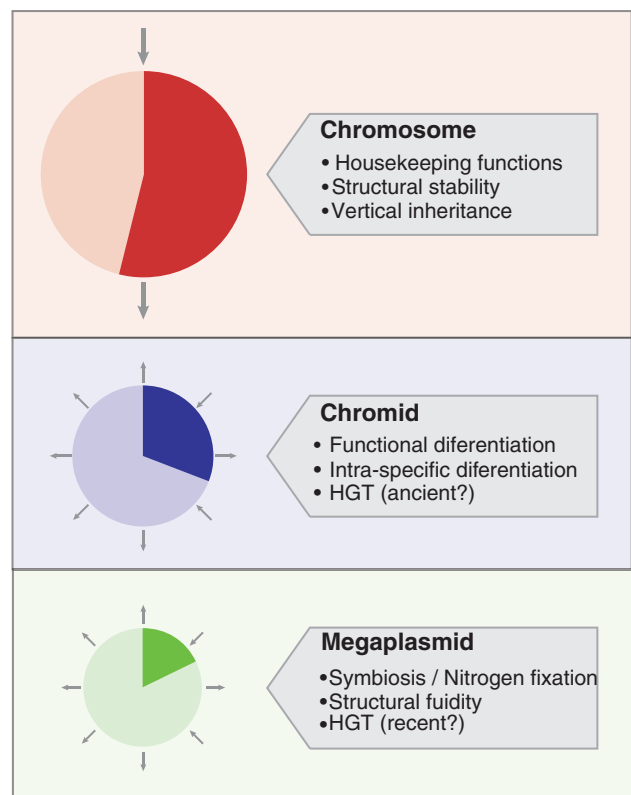 Chromosome
• Housekeeping functions
• Structural stability
• Vertical inheritance
Chromid
• Functional diferentiation
• Intra-specific diferentiation
• HGT (ancient?)
Megaplasmid
• Symbiosis / Nitrogen fixation
• Structural fuidity
• HGT (recent?)